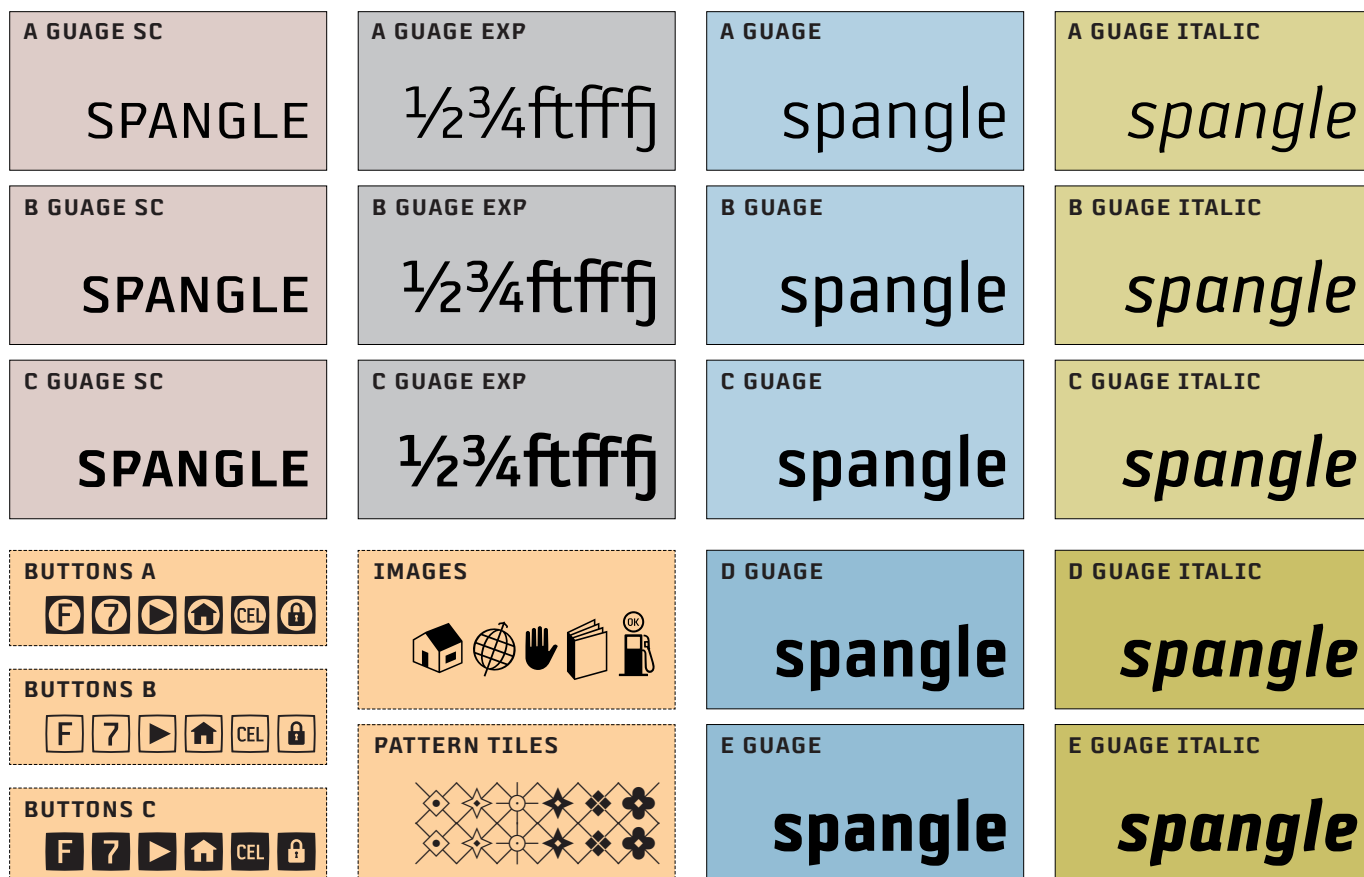 A GUAGE SC
SPANGLE
A GUAGE EXP
½¾ftfffj
A GUAGE
spangle
A GUAGE ITALIC
spangle
B GUAGE SC
SPANGLE
B GUAGE EXP
½¾ftfffj
B GUAGE
spangle
B GUAGE ITALIC
spangle
C GUAGE SC
SPANGLE
C GUAGE EXP
½¾ftfffj
C GUAGE
spangle
C GUAGE ITALIC
spangle
BUTTONS A
F 7 CEL
BUTTONS B
F 7 CEL
BUTTONS C
F 7 CEL
IMAGES
OK
PATTERN TILES
D GUAGE
spangle
D GUAGE ITALIC
spangle
E GUAGE
spangle
E GUAGE ITALIC
spangle